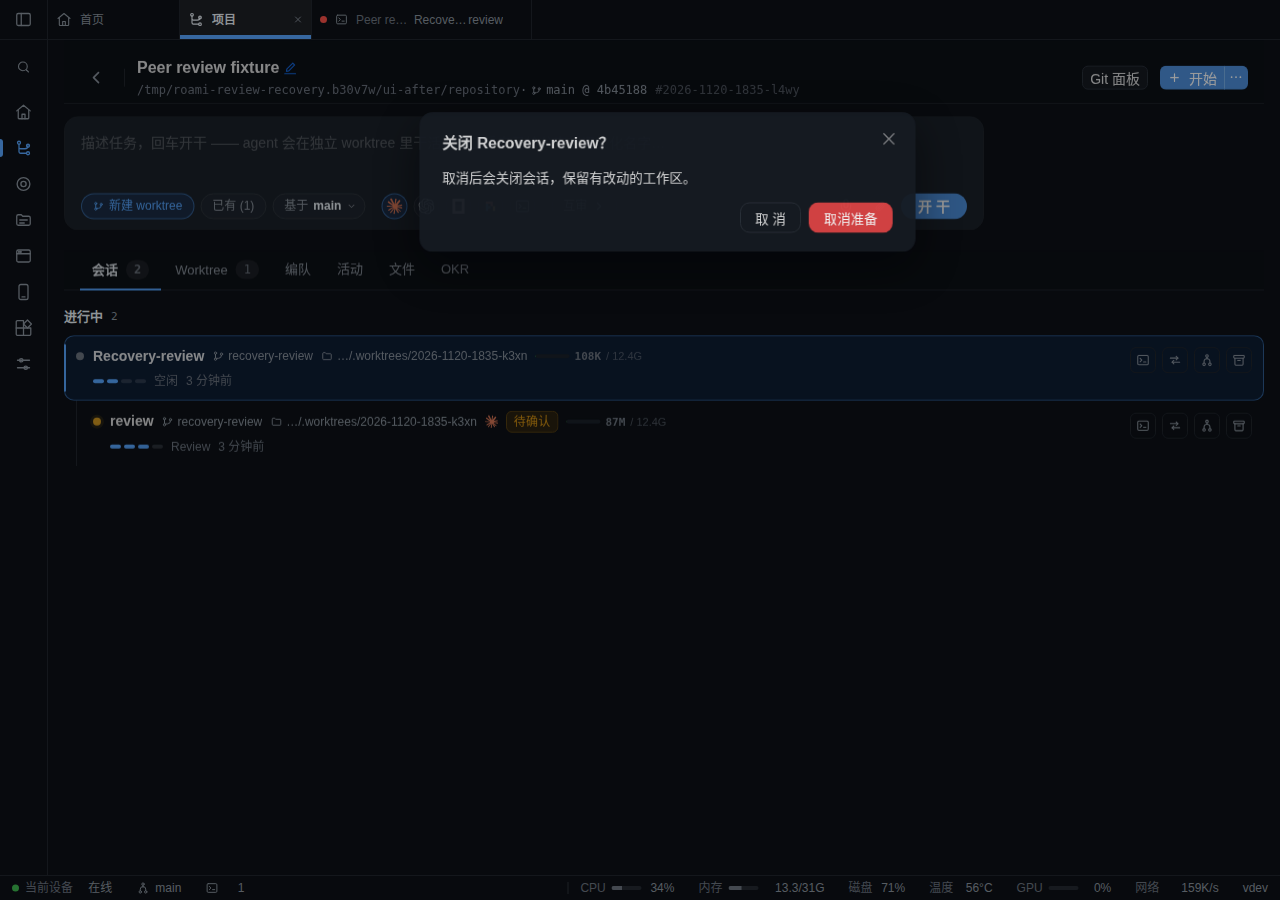 首页
项目
Peer re… Recove…review
Peer review fixture
/tmp/roami-review-recovery.b30v7w/ui-after/repository· main @ 4b45188 #2026-1120-1835-l4wy
Git 面板
开始
描述任务，回车开干 —— agent 会在独立 worktree 里
新建 worktree
已有 (1)
基于 main
开 干
关闭 Recovery-review?
取消后会关闭会话，保留有改动的工作区。
取 消
取消准备
会话 2
Worktree 1
编队
活动
文件
OKR
进行中 2
Recovery-review recovery-review …/.worktrees/2026-1120-1835-k3xn 108K / 12.4G
空闲 3 分钟前
review recovery-review …/.worktrees/2026-1120-1835-k3xn 待确认 87M / 12.4G
Review 3 分钟前
当前设备 在线 main 1 CPU 34% 内存 13.3/31G 磁盘 71% 温度 56°C GPU 0% 网络 159K/s vdev